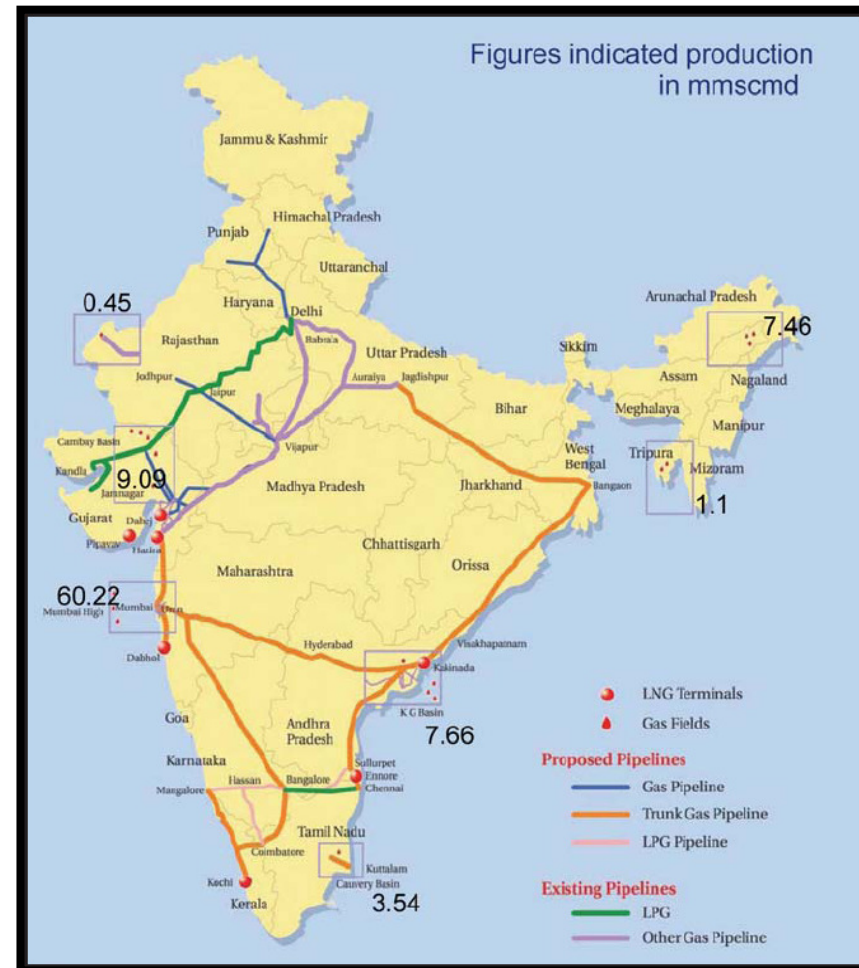 Figures indicated production
in mmscmd
Jammu & Kashmir
Himachal Pradesh
Punjab
Uttaranchal
Haryana
Delhi
0.45
Rajasthan
Uttar Pradesh
Arunachal Pradesh
7.46
Sikkim
Jodhpur
Jaipur
Auraiya
Jagdishpur
Assam
Nagaland
Bihar
Meghalaya
Manipur
Cambay Basin
Vijapur
West
Bengal
Tripura
Mizoram
Kandla
9.09
Jamnagar
Madhya Pradesh
Jharkhand
Bangaon
1.1
Gujarat
Dahej
Pipavav
Chhattisgarh
Orissa
Maharashtra
60.22
Mumbai High
Mumbai
Hyderabad
Visakhapatnam
Dabhol
Kakinada
LNG Terminals
K G Basin
Goa
Gas Fields
Andhra
Pradesh
7.66
Karnataka
Proposed Pipelines
Sullurpet
Ennore
Chennai
Hassan
Bangalore
Mangalore
Gas Pipeline
Trunk Gas Pipeline
Tamil Nadu
LPG Pipeline
Coimbatore
Kuttalam
Kochi
Cauvery Basin
Existing Pipelines
Kerala
3.54
LPG
Other Gas Pipeline